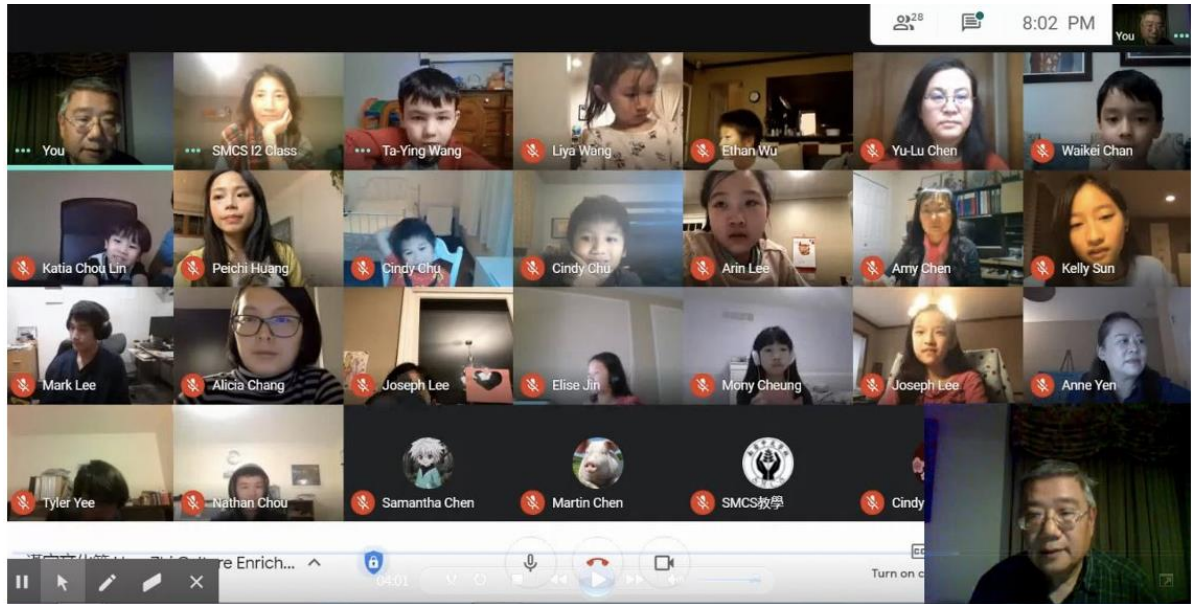 28
8:02 PM
You
You
SMCS I2 Class
Ta-Ying Wang
Liya Wang
Ethan Wu
Yu-Lu Chen
Waikei Chan
Katia Chou Lin
Peichi Huang
Cindy Chu
Cindy Chu
Arin Lee
Amy Chen
Kelly Sun
Mark Lee
Alicia Chang
Joseph Lee
Elise Jin
Mony Cheung
Joseph Lee
Anne Yen
Tyler Yee
Nathan Chou
Samantha Chen
Martin Chen
SMCS教學
Cindy
re Enrich...
04:01
Turn on c